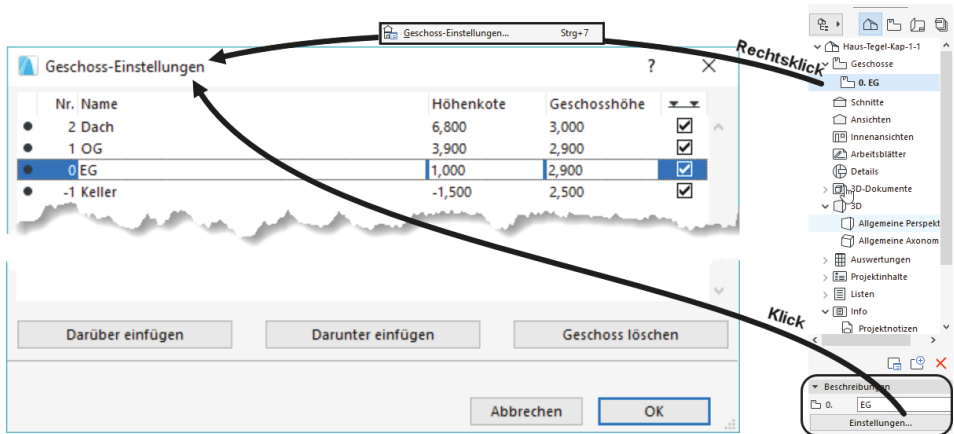 Geschoss-Einstellungen... Strg+7
Rechtsklick
Geschoss-Einstellungen ? ×
Nr. Name Höhenkote Geschosshöhe
2 Dach 6,800 3,000
1 OG 3,900 2,900
0 EG 1,000 2,900
-1 Keller -1,500 2,500
Darüber einfügen Darunter einfügen Geschoss löschen
Abbrechen OK
Haus-Tegel-Kap-1-1
Geschosse
0. EG
Schnitte
Ansichten
Innenansichten
Arbeitsblätter
Details
3D-Dokumente
3D
Allgemeine Perspekt
Allgemeine Axonom
Auswertungen
Projektinhalte
Listen
Info
Projektnotizen
Klick
Beschreibungen
0. EG
Einstellungen...